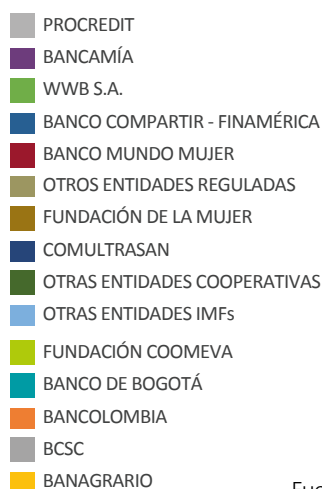 PROCREDIT
BANCAMÍA
WWB S.A.
BANCO COMPARTIR - FINAMÉRICA
BANCO MUNDO MUJER
OTROS ENTIDADES REGULADAS
FUNDACIÓN DE LA MUJER
COMULTRASAN
OTRAS ENTIDADES COOPERATIVAS
OTRAS ENTIDADES IMFs
FUNDACIÓN COOMEVA
BANCO DE BOGOTÁ
BANCOLOMBIA
BCSC
BANAGRARIO